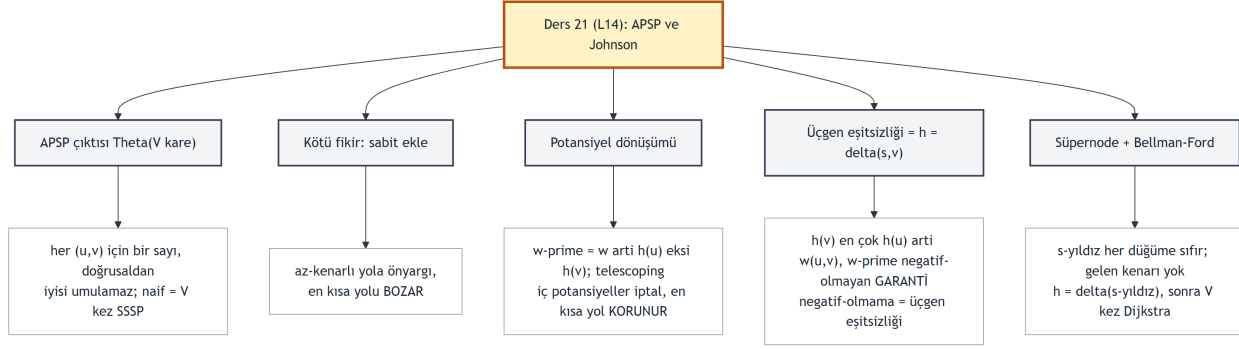 Ders 21 (L14): APSP ve
Johnson
APSP çıktısı Theta(V kare)
Kötü fikir: sabit ekle
Potansiyel dönüşümü
Üçgen eşitsizliği = h =
delta(s,v)
Süpernode + Bellman-Ford
her (u,v) için bir sayı,
doğrusaldan
iyisi umulamaz; naif = V
kez SSSP
az-kenarlı yola önyargı,
en kısa yolu BOZAR
w-prime = w arti h(u) eksi
h(v); telescoping
iç potansiyeller iptal, en
kısa yol KORUNUR
h(v) en çok h(u) arti
w(u,v), w-prime negatif-
olmayan GARANTİ
negatif-olmama = üçgen
eşitsizliği
s-yıldız her düğüme sıfır;
gelen kenarı yok
h = delta(s-yıldız), sonra V
kez Dijkstra